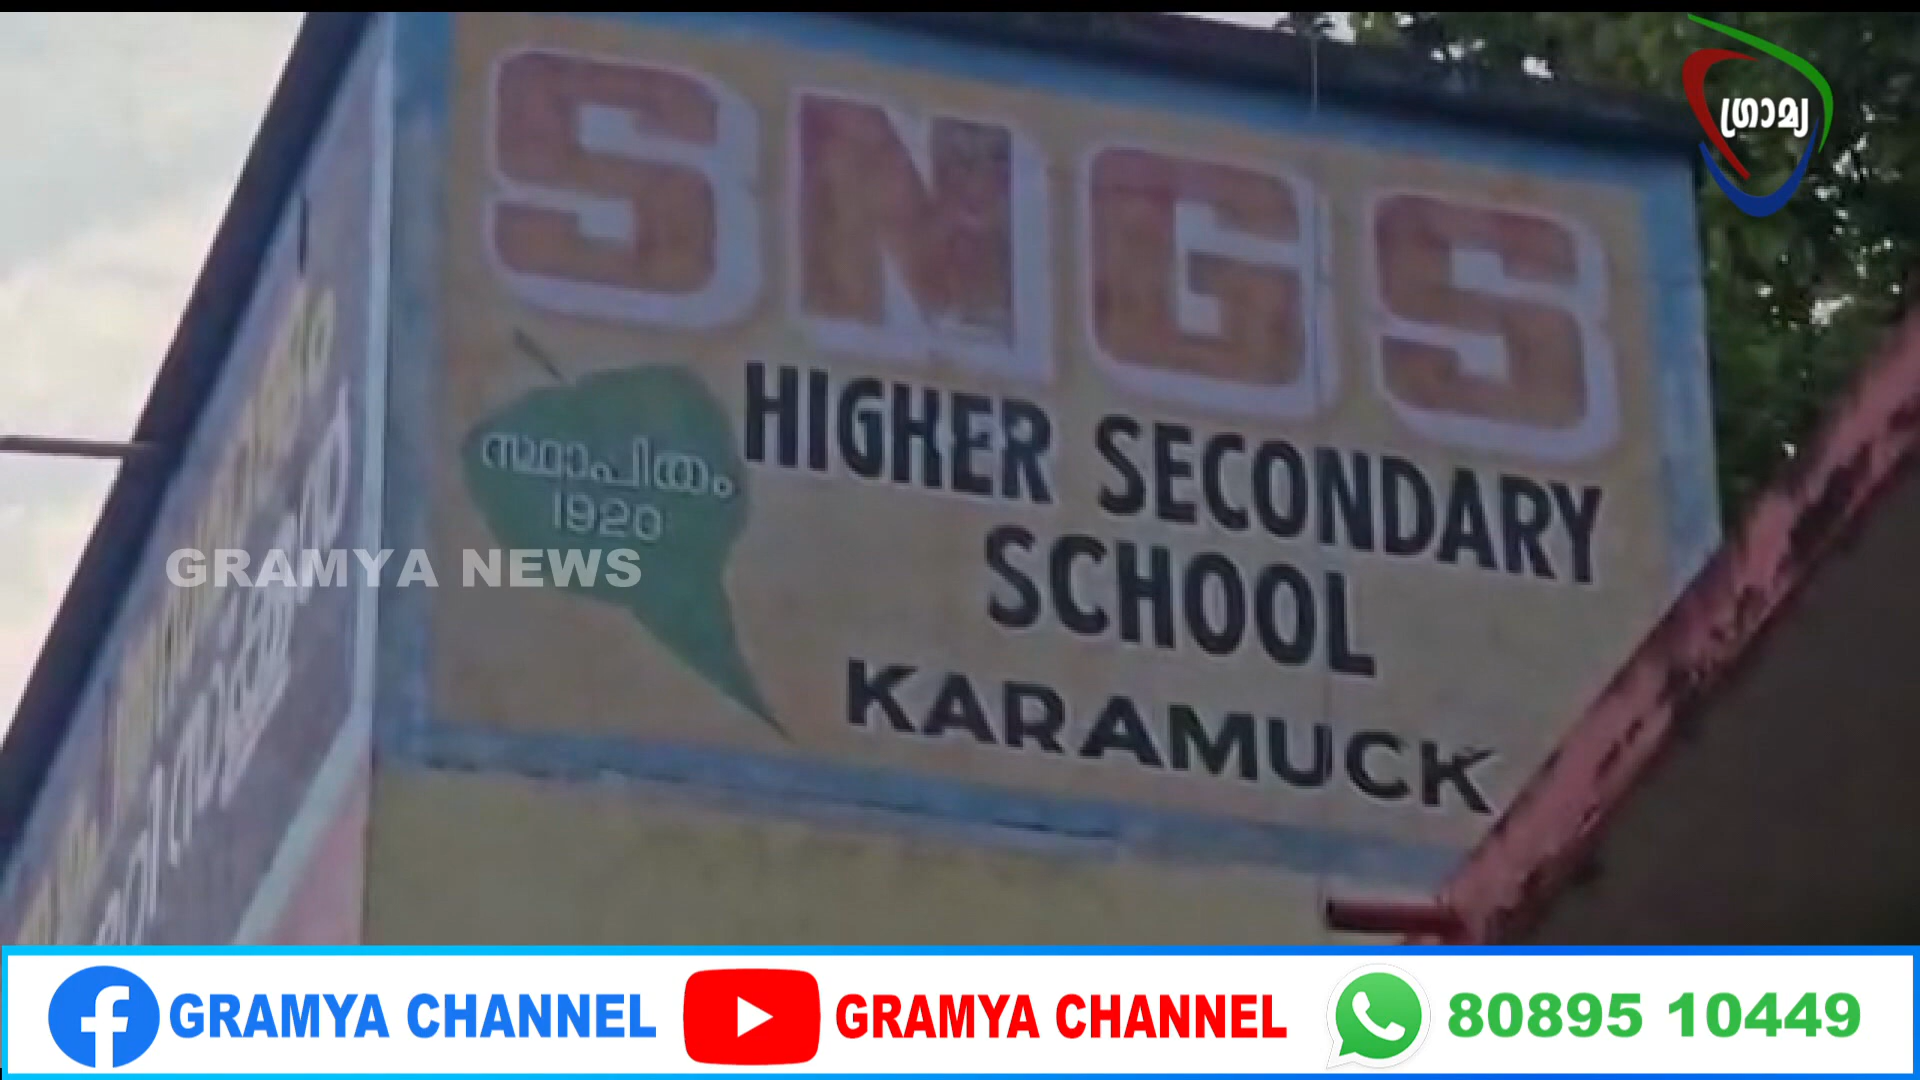 ഗ്രാമ്യ
SNGS
HIGHER SECONDARY
SCHOOL
KARAMUCK
സ്ഥാപിതം
1920
GRAMYA NEWS
GRAMYA CHANNEL
GRAMYA CHANNEL
80895 10449